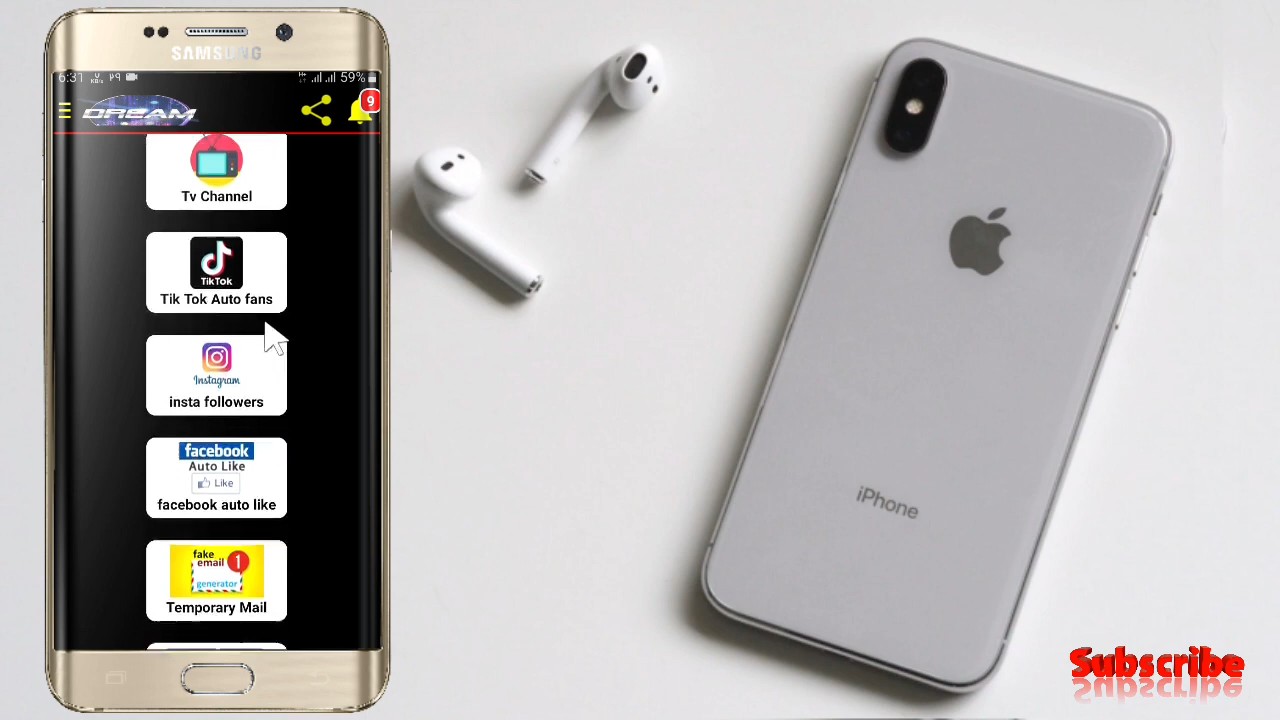 SAMSUNG
6:31
59%
DREAM
9
Tv Channel
TikTok
Tik Tok Auto fans
Instagram
insta followers
facebook
Auto Like
Like
facebook auto like
fake
email 1
generator
Temporary Mail
iPhone
Subscribe